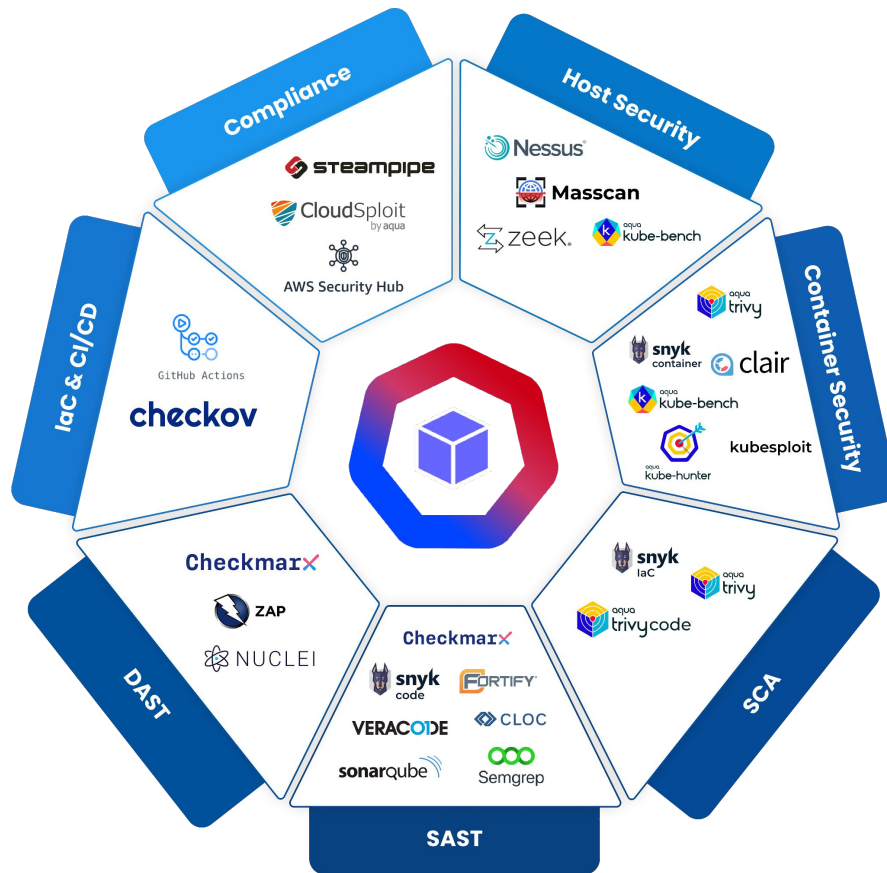 Compliance
STEAMPIPE
CloudSploit
by aqua
AWS Security Hub
Host Security
Nessus®
Masscan
zeek®
aqua
kube-bench
Container Security
aqua
trivy
snyk
container
clair
aqua
kube-bench
aqua
kube-hunter
kubesploit
SCA
snyk
IaC
aqua
trivy
aqua
trivycode
SAST
Checkmarx
snyk
code
FORTIFY
VERACODE
CLOC
sonarqube
Semgrep
DAST
Checkmarx
ZAP
NUCLEI
IaC & CI/CD
GitHub Actions
checkov